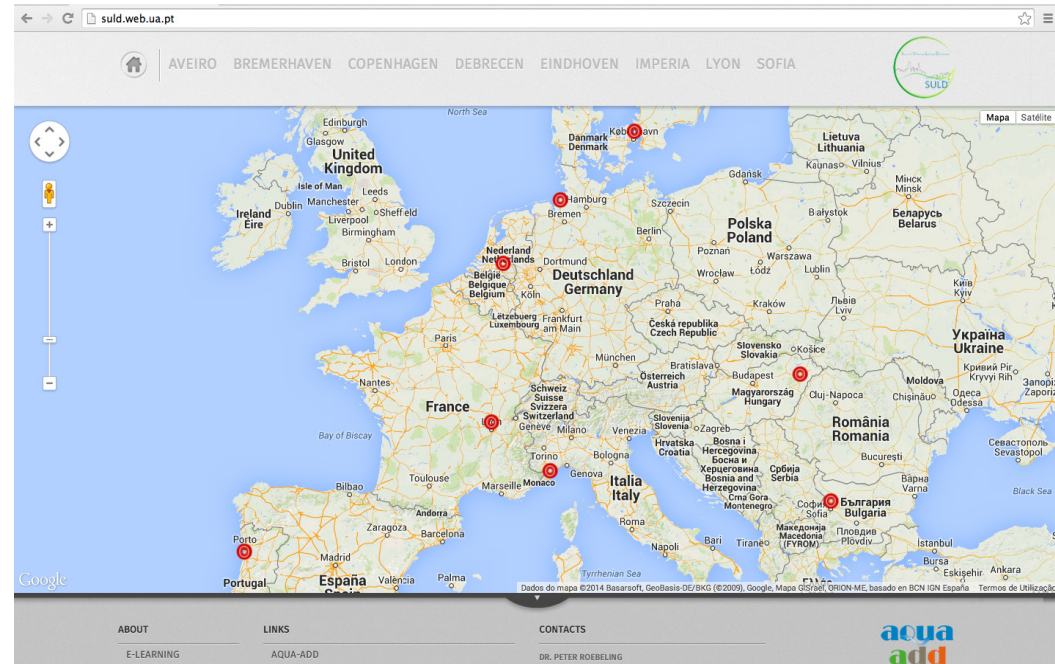 suld.web.ua.pt
AVEIRO BREMERHAVEN COPENHAGEN DEBRECEN EINDHOVEN IMPERIA LYON SOFIA
SULD
North Sea
Mapa Satélite
Edinburgh
Glasgow
United
Kingdom
Isle of Man
Leeds
Dublin Manchester
Ireland
Éire
Liverpool
Sheffield
Birmingham
Bristol London
Danmark
Denmark
Hamburg
Bremen
Gdańsk
Szczecin
Berlin
Lietuva
Lithuania
Kaunas Vilnius
Мінск
Minsk
Беларусь
Belarus
Białystok
Polska
Poland
Poznań
Warszawa
Wrocław Łódź Lublin
Nederland
België
Belgique
Belgium
Dortmund
Köln
Deutschland
Germany
Lëtzebuerg
Luxembourg
Frankfurt
am Main
Praha
Kraków
Львів
Lviv
Київ
Kyiv
Česká republika
Czech Republic
Україна
Ukraine
Paris
München
Slovensko
Slovakia
Košice
Bratislava
Österreich
Austria
Budapest
Magyarország
Hungary
Cluj-Napoca
Moldova
Chișinău
Кривий Ріг
Kryvyi Rih
Одеса
Odessa
Nantes
France
Schweiz
Suisse
Svizzera
Switzerland
Genève Milano
Venezia
Slovenija
Slovenia
Zagreb
Hrvatska
Croatia
Bosna i
Hercegovina
Босна и
Херцеговина
Bosnia and
Herzegovina
Србија
Serbia
România
Romania
București
Севастополь
Sevastopol
Bay of Biscay
Torino
Bologna
Genova
Toulouse
Marseille Monaco
Italia
Italy
Crna Gora
Montenegro
Sofia
България
Bulgaria
Варна
Varna
Black Sea
Bilbao
Andorra
Zaragoza
Barcelona
Roma
Napoli
Bari
Tiranë
Македонија
Macedonia
(FYROM)
Пловдив
Plovdiv
Istanbul
Porto
Madrid
Portugal
España
València
Palma
Tyrrhenian Sea
Bursa
Eskişehir
Ankara
Google
Dados do mapa ©2014 Basarsoft, GeoBasis-DE/BKG (©2009), Google, Mapa GISrael, ORION-ME, basado en BCN IGN España Termos de Utilização
ABOUT LINKS CONTACTS
E-LEARNING AQUA-ADD DR. PETER ROEBELING
aqua
add